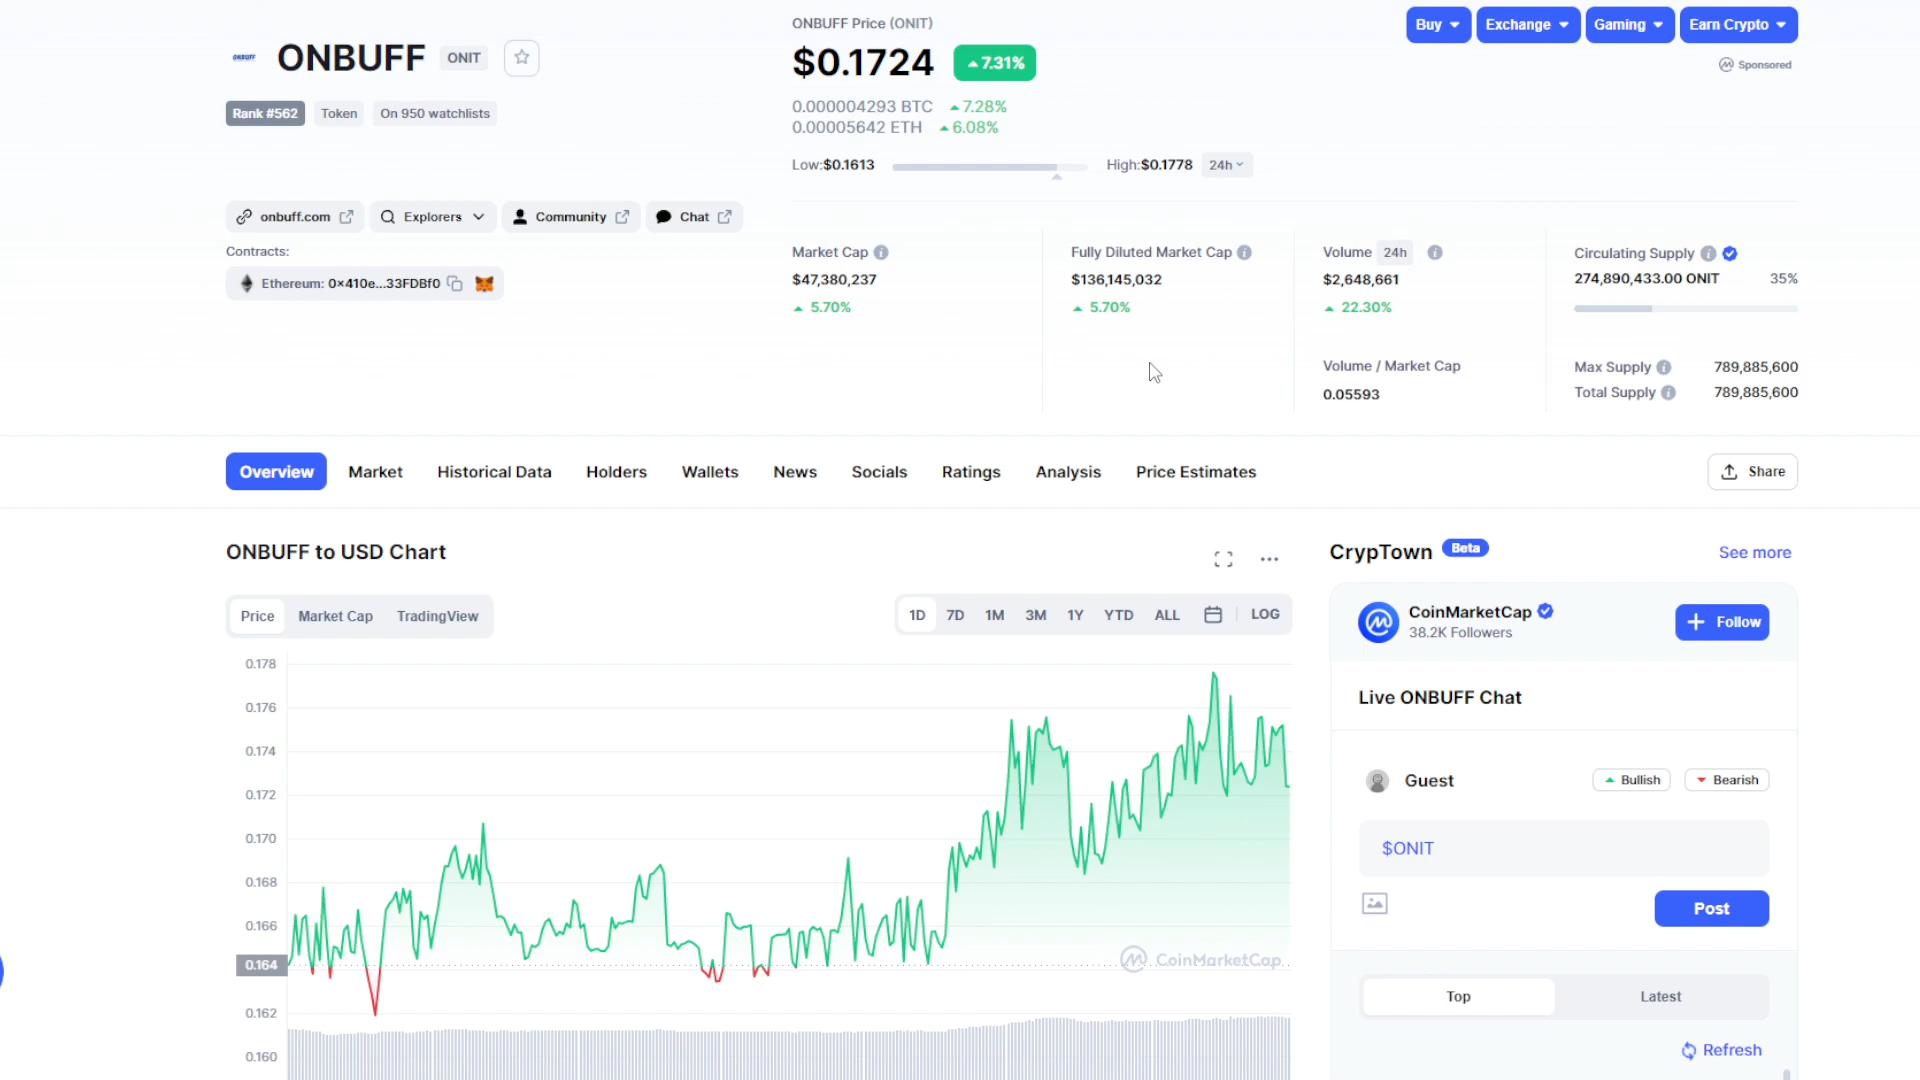 ONBUFF Price (ONIT)
Buy
Exchange
Gaming
Earn Crypto
ONBUFF
ONBUFF
ONIT
$0.1724
7.31%
Sponsored
Rank #562
Token
On 950 watchlists
0.000004293 BTC
7.28%
0.00005642 ETH
6.08%
Low:$0.1613
High:$0.1778
24h
onbuff.com
Explorers
Community
Chat
Contracts:
Ethereum: 0x410e...33FDBf0
Market Cap
$47,380,237
5.70%
Fully Diluted Market Cap
$136,145,032
5.70%
Volume 24h
$2,648,661
22.30%
Volume / Market Cap
0.05593
Circulating Supply
274,890,433.00 ONIT
35%
Max Supply
789,885,600
Total Supply
789,885,600
Overview
Market
Historical Data
Holders
Wallets
News
Socials
Ratings
Analysis
Price Estimates
Share
ONBUFF to USD Chart
Price
Market Cap
TradingView
1D
7D
1M
3M
1Y
YTD
ALL
LOG
0.178
0.176
0.174
0.172
0.170
0.168
0.166
0.164
0.162
0.160
CoinMarketCap
CrypTown
Beta
See more
CoinMarketCap
38.2K Followers
Follow
Live ONBUFF Chat
Guest
Bullish
Bearish
$ONIT
Post
Top
Latest
Refresh